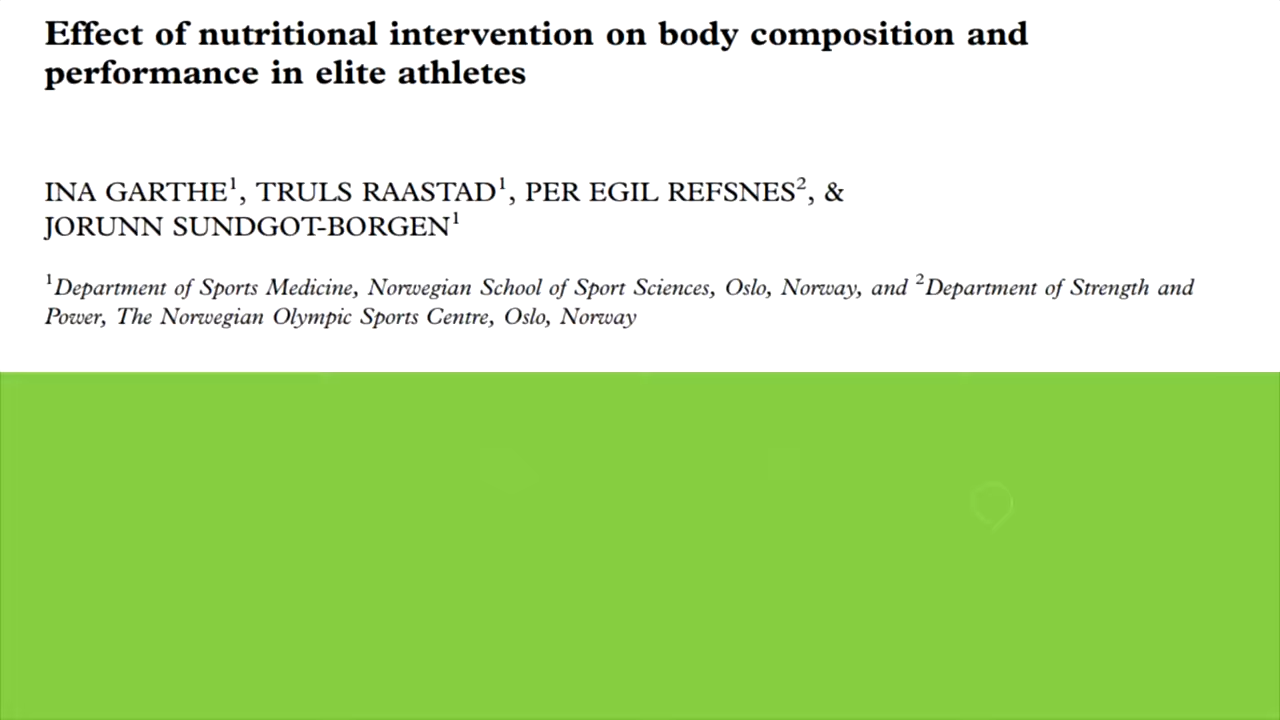 Effect of nutritional intervention on body composition and
performance in elite athletes
INA GARTHE¹, TRULS RAASTAD¹, PER EGIL REFSNES², &
JORUNN SUNDGOT-BORGEN¹
¹Department of Sports Medicine, Norwegian School of Sport Sciences, Oslo, Norway, and ²Department of Strength and
Power, The Norwegian Olympic Sports Centre, Oslo, Norway